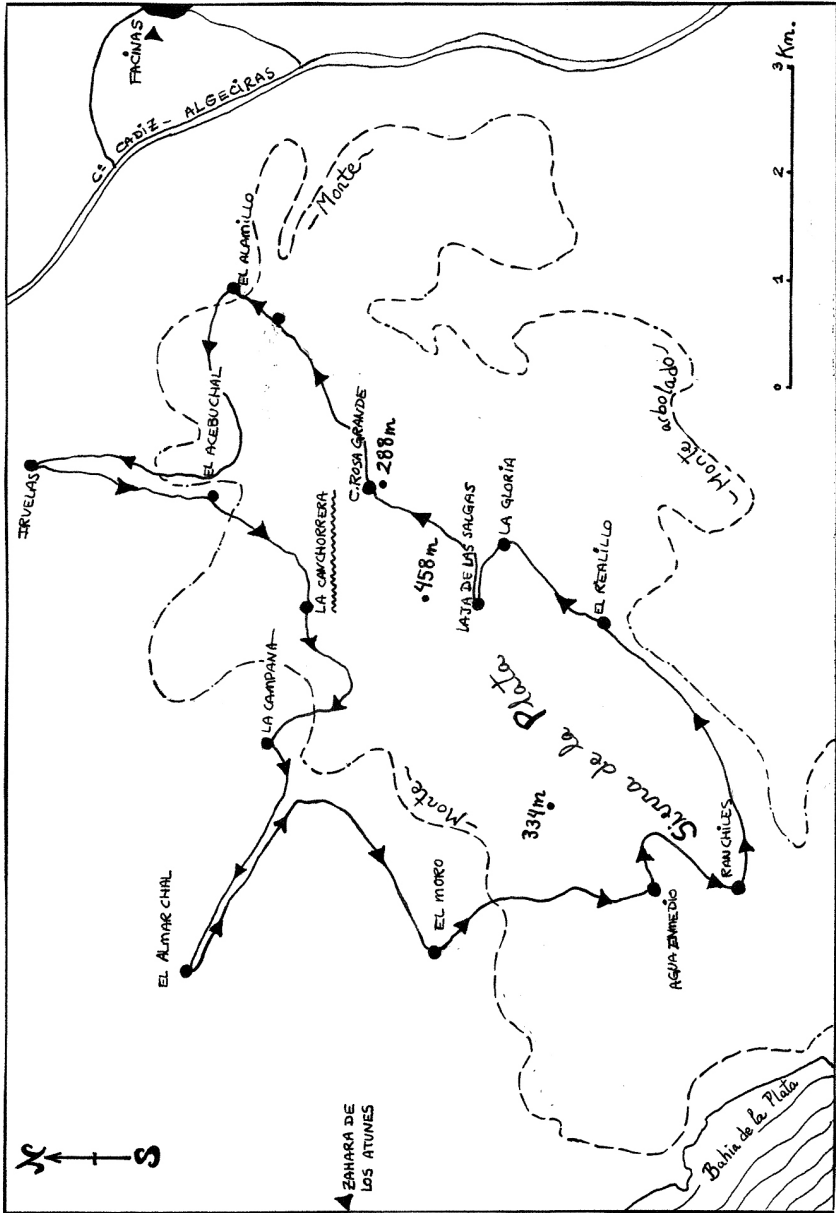 N
S
IRUELAS
FACINAS
Cª CADIZ - ALGECIRAS
EL ALMARCHAL
EL ACEBUCHAL
EL ALAMILLO
LA CAMPANA
LA CANCHORRERA
Monte
ZAHARA DE
LOS ATUNES
C. ROSA GRANDE
288m
458m
Monte
EL MORO
LAJA DE LAS SALGAS
LA GLORIA
334m
Sierra de la Plata
EL REALILLO
AGUA ENMEDIO
RANCHILES
Monte arbolado
Bahia de la Plata
0 1 2 3 Km.